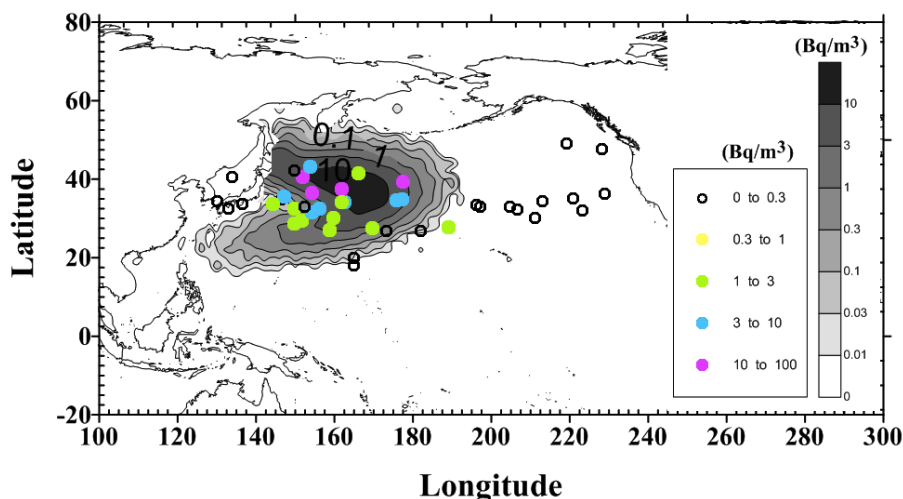 (Bq/m3)
80
60
40
20
0
-20
Latitude
0.1
1
10
(Bq/m3)
0 to 0.3
0.3 to 1
1 to 3
3 to 10
10 to 100
10
3
1
0.3
0.1
0.03
0.01
0
100 120 140 160 180 200 220 240 260 280 300
Longitude